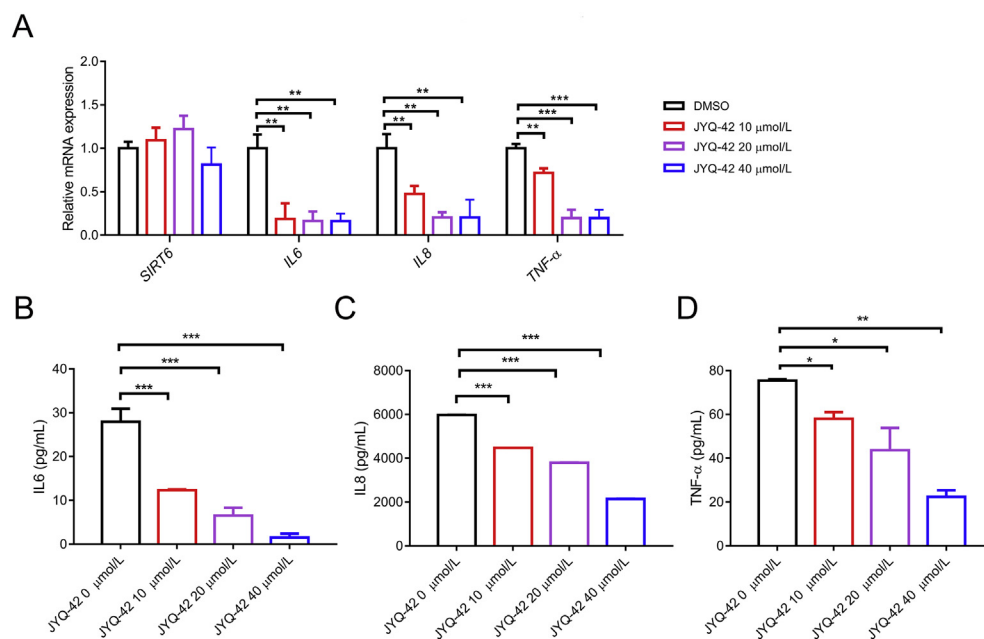 A
Relative mRNA expression
2.0
1.5
1.0
0.5
0.0
** ** **
** ** **
*** *** **
SIRT6 IL6 IL8 TNF-α
DMSO
JYQ-42 10 μmol/L
JYQ-42 20 μmol/L
JYQ-42 40 μmol/L
B
IL6 (pg/mL)
40
30
20
10
0
***
***
***
JYQ-42 0 μmol/L
JYQ-42 10 μmol/L
JYQ-42 20 μmol/L
JYQ-42 40 μmol/L
C
IL8 (pg/mL)
8000
6000
4000
2000
0
***
***
***
JYQ-42 0 μmol/L
JYQ-42 10 μmol/L
JYQ-42 20 μmol/L
JYQ-42 40 μmol/L
D
TNF-α (pg/mL)
80
60
40
20
0
**
*
*
JYQ-42 0 μmol/L
JYQ-42 10 μmol/L
JYQ-42 20 μmol/L
JYQ-42 40 μmol/L